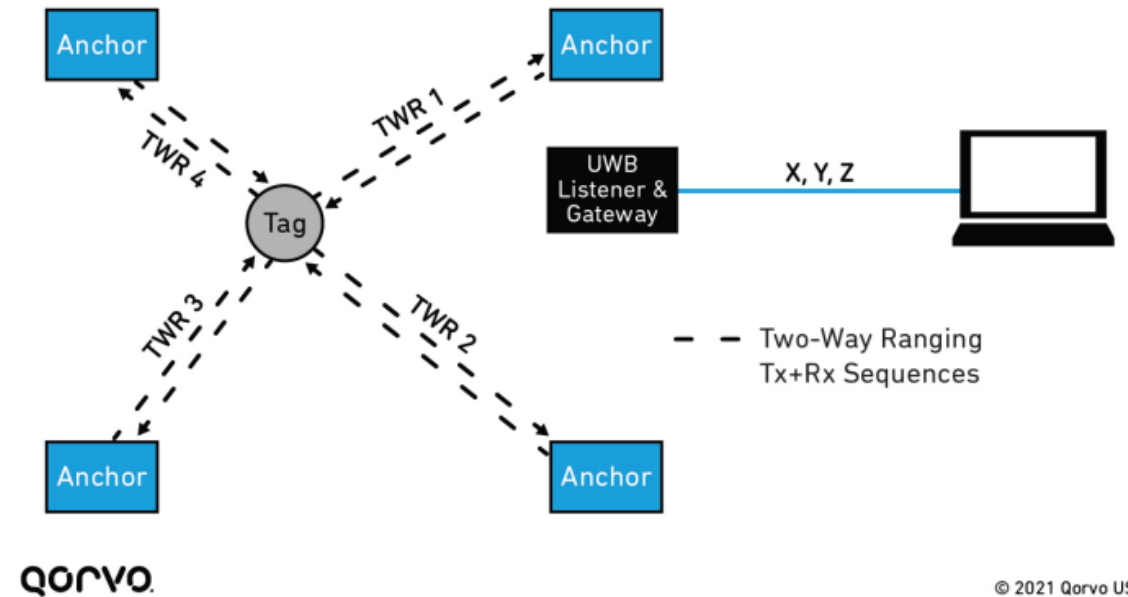 Anchor
Anchor
TWR 1
TWR 4
UWB
Listener &
Gateway
X, Y, Z
Tag
TWR 3
TWR 2
Two-Way Ranging
Tx+Rx Sequences
Anchor
Anchor
QORVO.
© 2021 Qorvo US